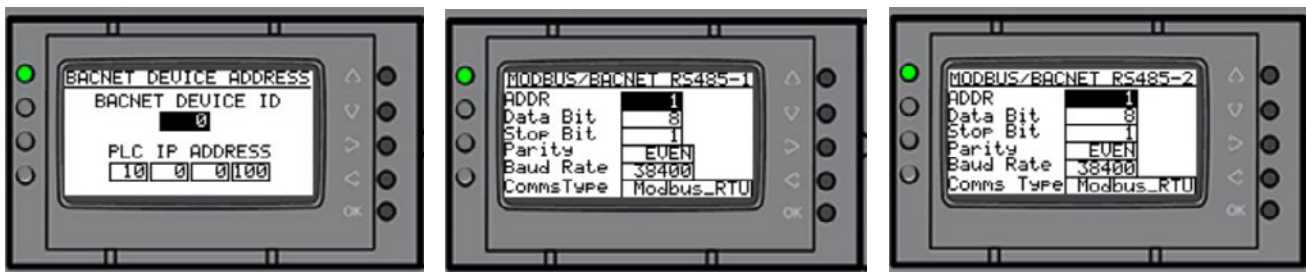 BACNET DEVICE ADDRESS
BACNET DEVICE ID
0
PLC IP ADDRESS
10 0 0 100
OK
MODBUS/BACNET RS485-1
ADDR 1
Data Bit 8
Stop Bit 1
Parity EVEN
Baud Rate 38400
CommsType Modbus_RTU
OK
MODBUS/BACNET RS485-2
ADDR 1
Data Bit 8
Stop Bit 1
Parity EVEN
Baud Rate 38400
Comms Type Modbus_RTU
OK